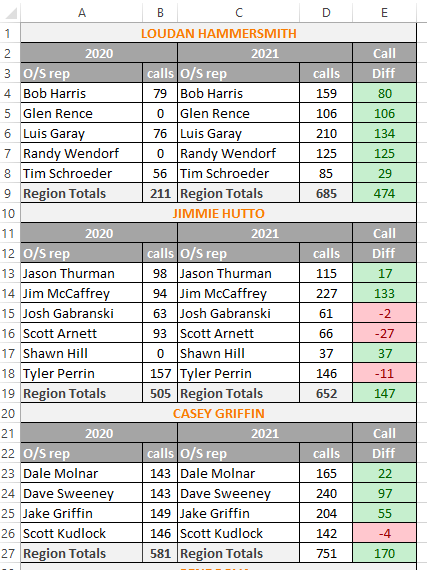 A B C D E
1 LOUDAN HAMMERSMITH
2 2020 2021 Call
3 O/S rep calls O/S rep calls Diff
4 Bob Harris 79 Bob Harris 159 80
5 Glen Rence 0 Glen Rence 106 106
6 Luis Garay 76 Luis Garay 210 134
7 Randy Wendorf 0 Randy Wendorf 125 125
8 Tim Schroeder 56 Tim Schroeder 85 29
9 Region Totals 211 Region Totals 685 474
10 JIMMIE HUTTO
11 2020 2021 Call
12 O/S rep calls O/S rep calls Diff
13 Jason Thurman 98 Jason Thurman 115 17
14 Jim McCaffrey 94 Jim McCaffrey 227 133
15 Josh Gabranski 63 Josh Gabranski 61 -2
16 Scott Arnett 93 Scott Arnett 66 -27
17 Shawn Hill 0 Shawn Hill 37 37
18 Tyler Perrin 157 Tyler Perrin 146 -11
19 Region Totals 505 Region Totals 652 147
20 CASEY GRIFFIN
21 2020 2021 Call
22 O/S rep calls O/S rep calls Diff
23 Dale Molnar 143 Dale Molnar 165 22
24 Dave Sweeney 143 Dave Sweeney 240 97
25 Jake Griffin 149 Jake Griffin 204 55
26 Scott Kudlock 146 Scott Kudlock 142 -4
27 Region Totals 581 Region Totals 751 170